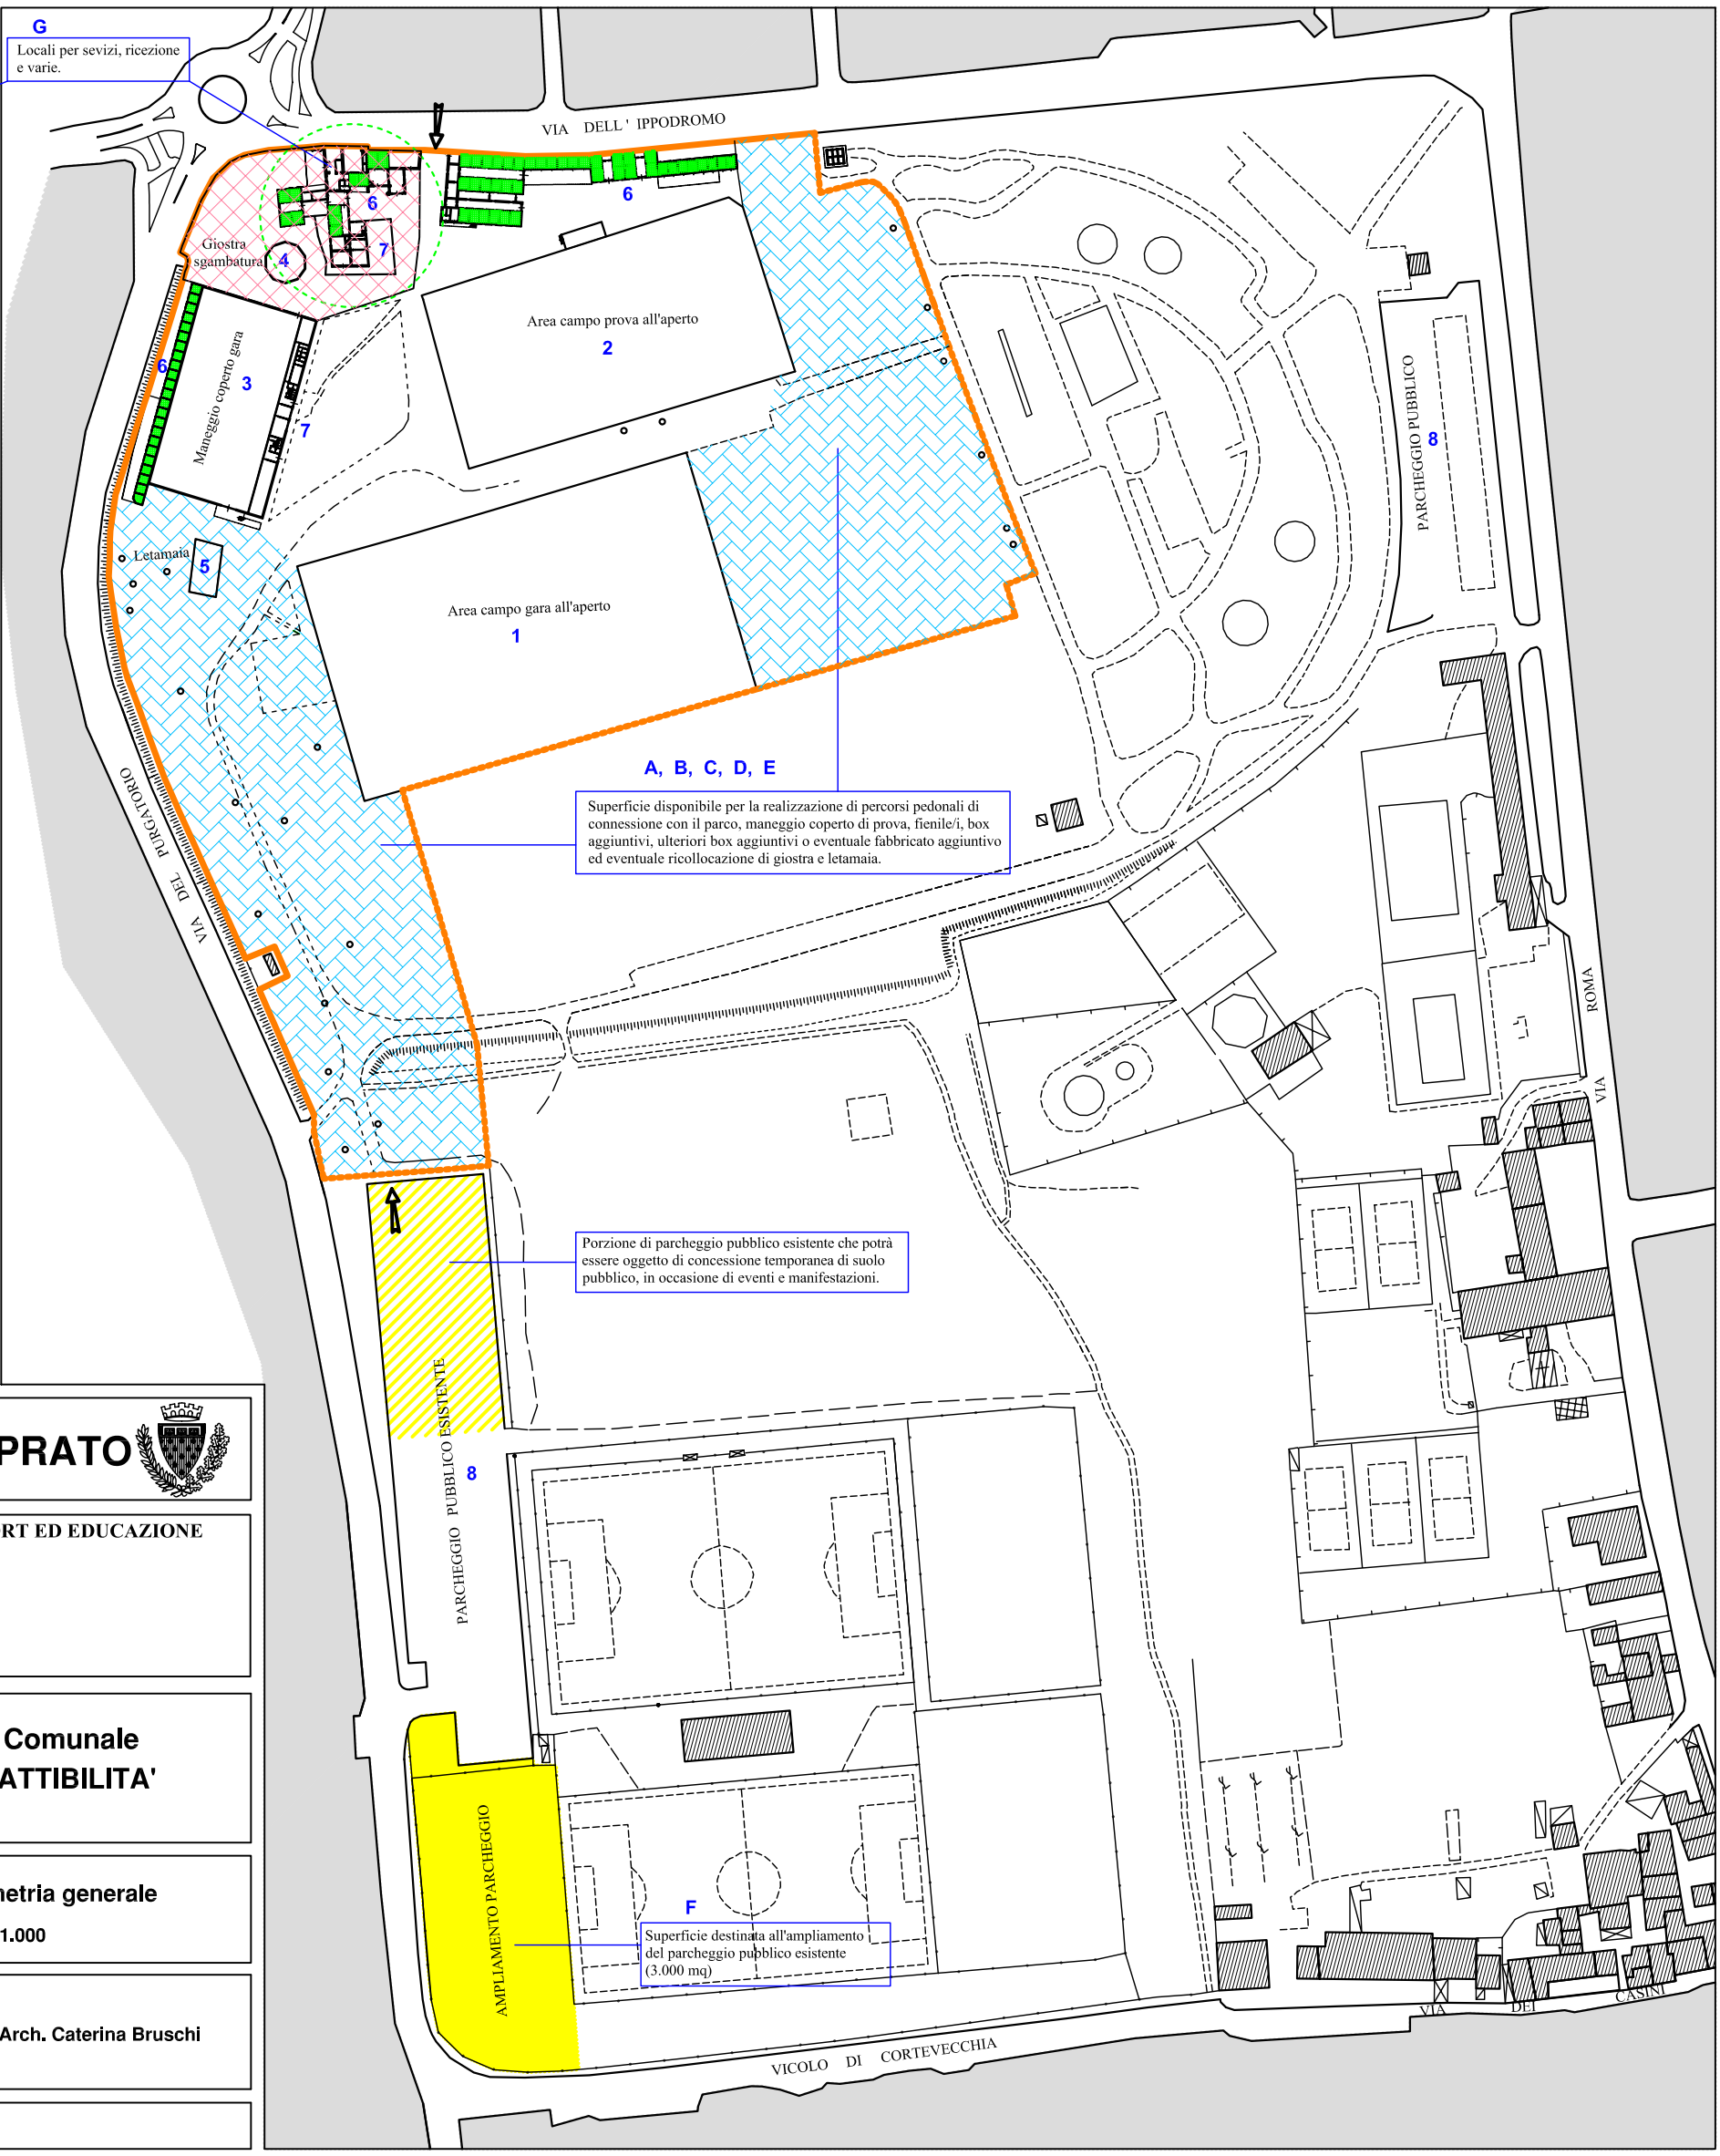 G
Locali per sevizi, ricezione
e varie.
VIA DELL' IPPODROMO
6
6
7
Giostra
sgambatura
4
Area campo prova all'aperto
2
6
3
Maneggio coperto gara
7
PARCHEGGIO PUBBLICO
8
Letamaia
5
Area campo gara all'aperto
1
A, B, C, D, E
Superficie disponibile per la realizzazione di percorsi pedonali di
connessione con il parco, maneggio coperto di prova, fienile/i, box
aggiuntivi, ulteriori box aggiuntivi o eventuale fabbricato aggiuntivo
ed eventuale ricollocazione di giostra e letamaia.
VIA DEL PURGATORIO
VIA ROMA
Porzione di parcheggio pubblico esistente che potrà
essere oggetto di concessione temporanea di suolo
pubblico, in occasione di eventi e manifestazioni.
PARCHEGGIO PUBBLICO ESISTENTE
8
PRATO
RT ED EDUCAZIONE
Comunale
ATTIBILITA'
netria generale
1.000
Arch. Caterina Bruschi
AMPLIAMENTO PARCHEGGIO
F
Superficie destinata all'ampliamento
del parcheggio pubblico esistente
(3.000 mq)
VICOLO DI CORTEVECCHIA
VIA DEI CASINI